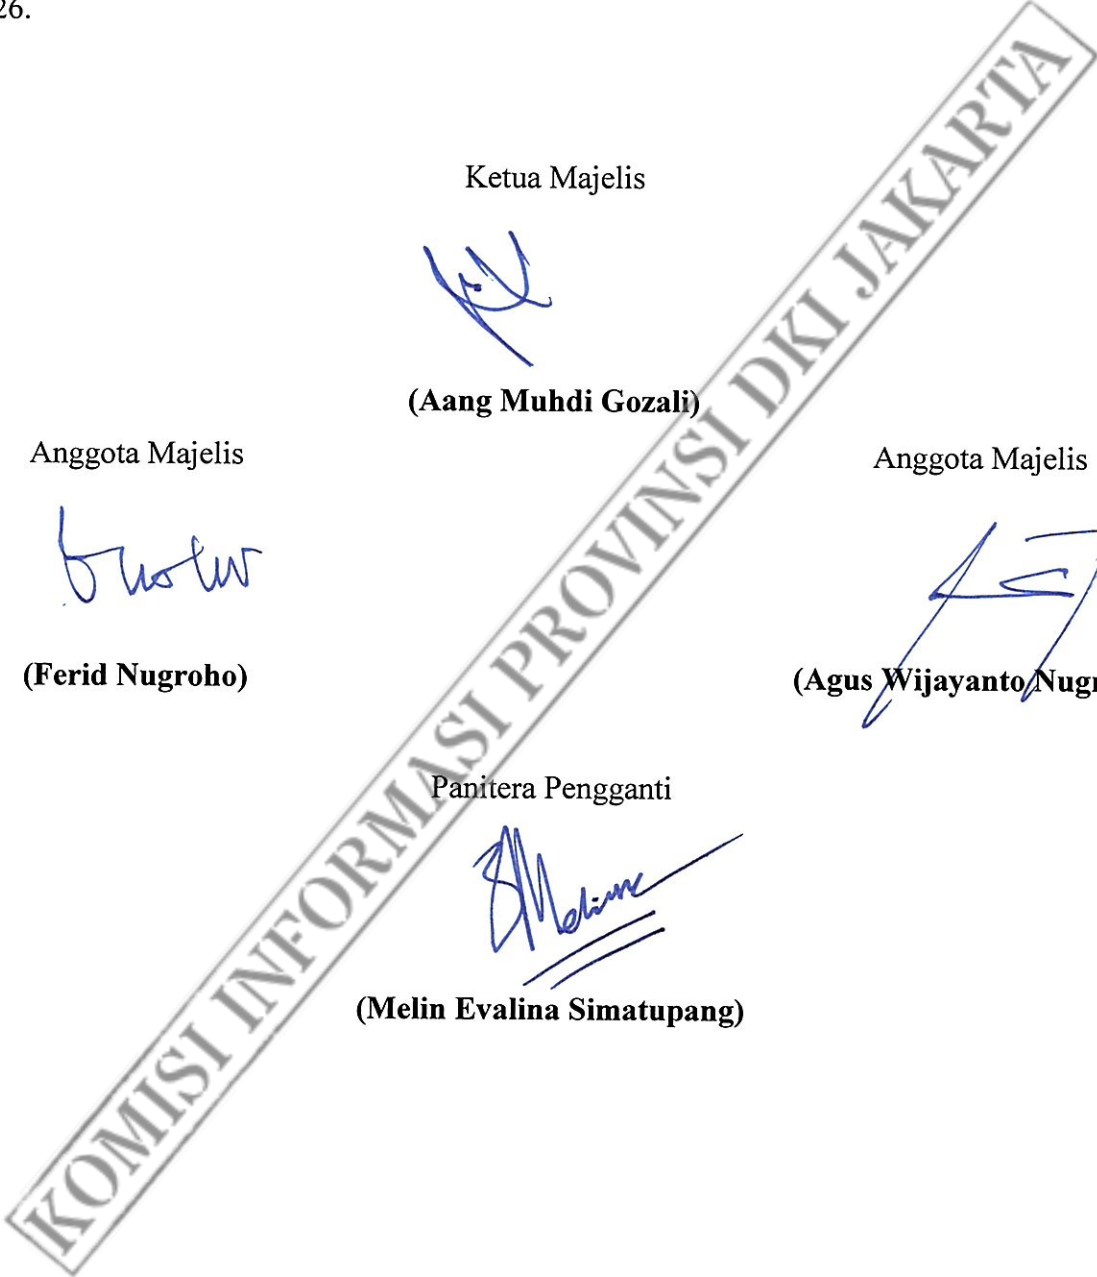 26.
Ketua Majelis
(Aang Muhdi Gozali)
Anggota Majelis
Anggota Majelis
(Ferid Nugroho)
(Agus Wijayanto Nugr
Panitera Pengganti
(Melin Evalina Simatupang)
KOMISI INFORMASI PROVINSI DKI JAKARTA